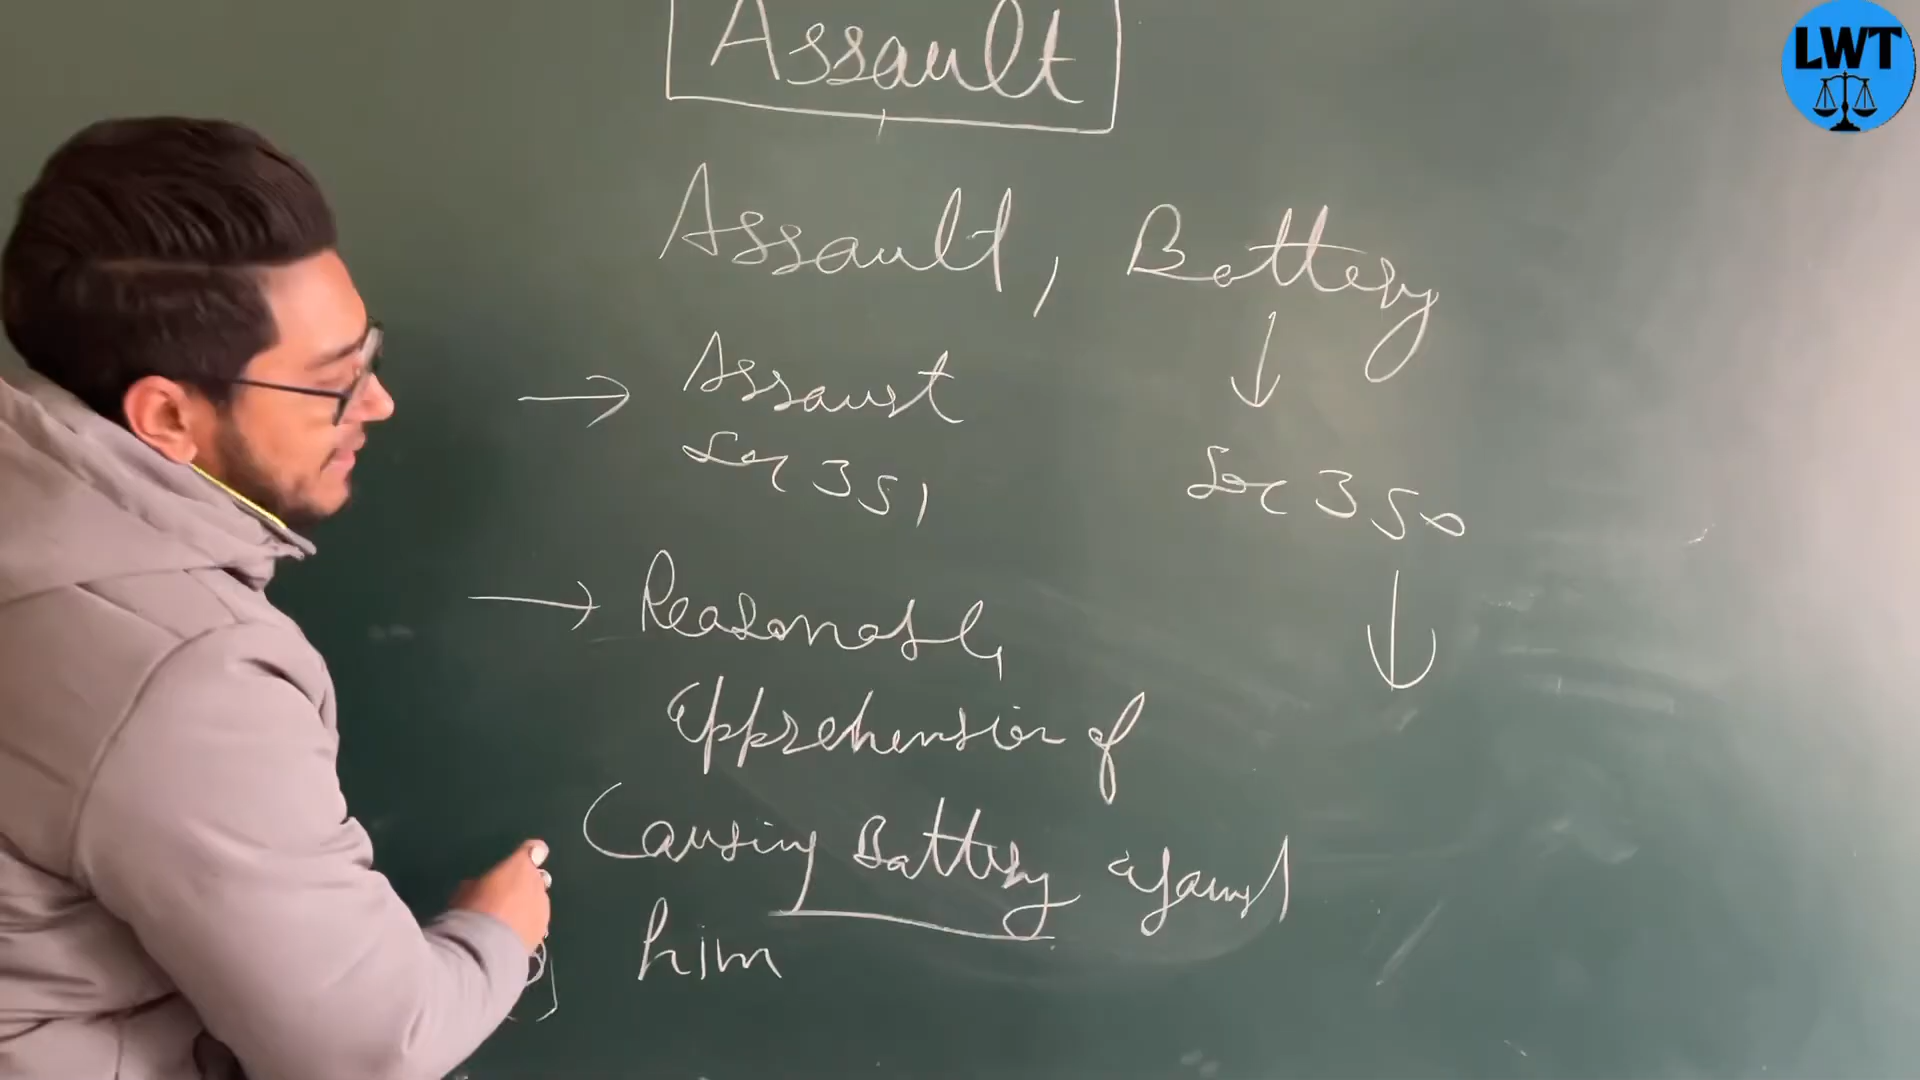 Assault
LWT
Assault, Battery
→ Assault
Sec 351
Sec 350
→ Reasonable
apprehension of
Causing Battery against
him